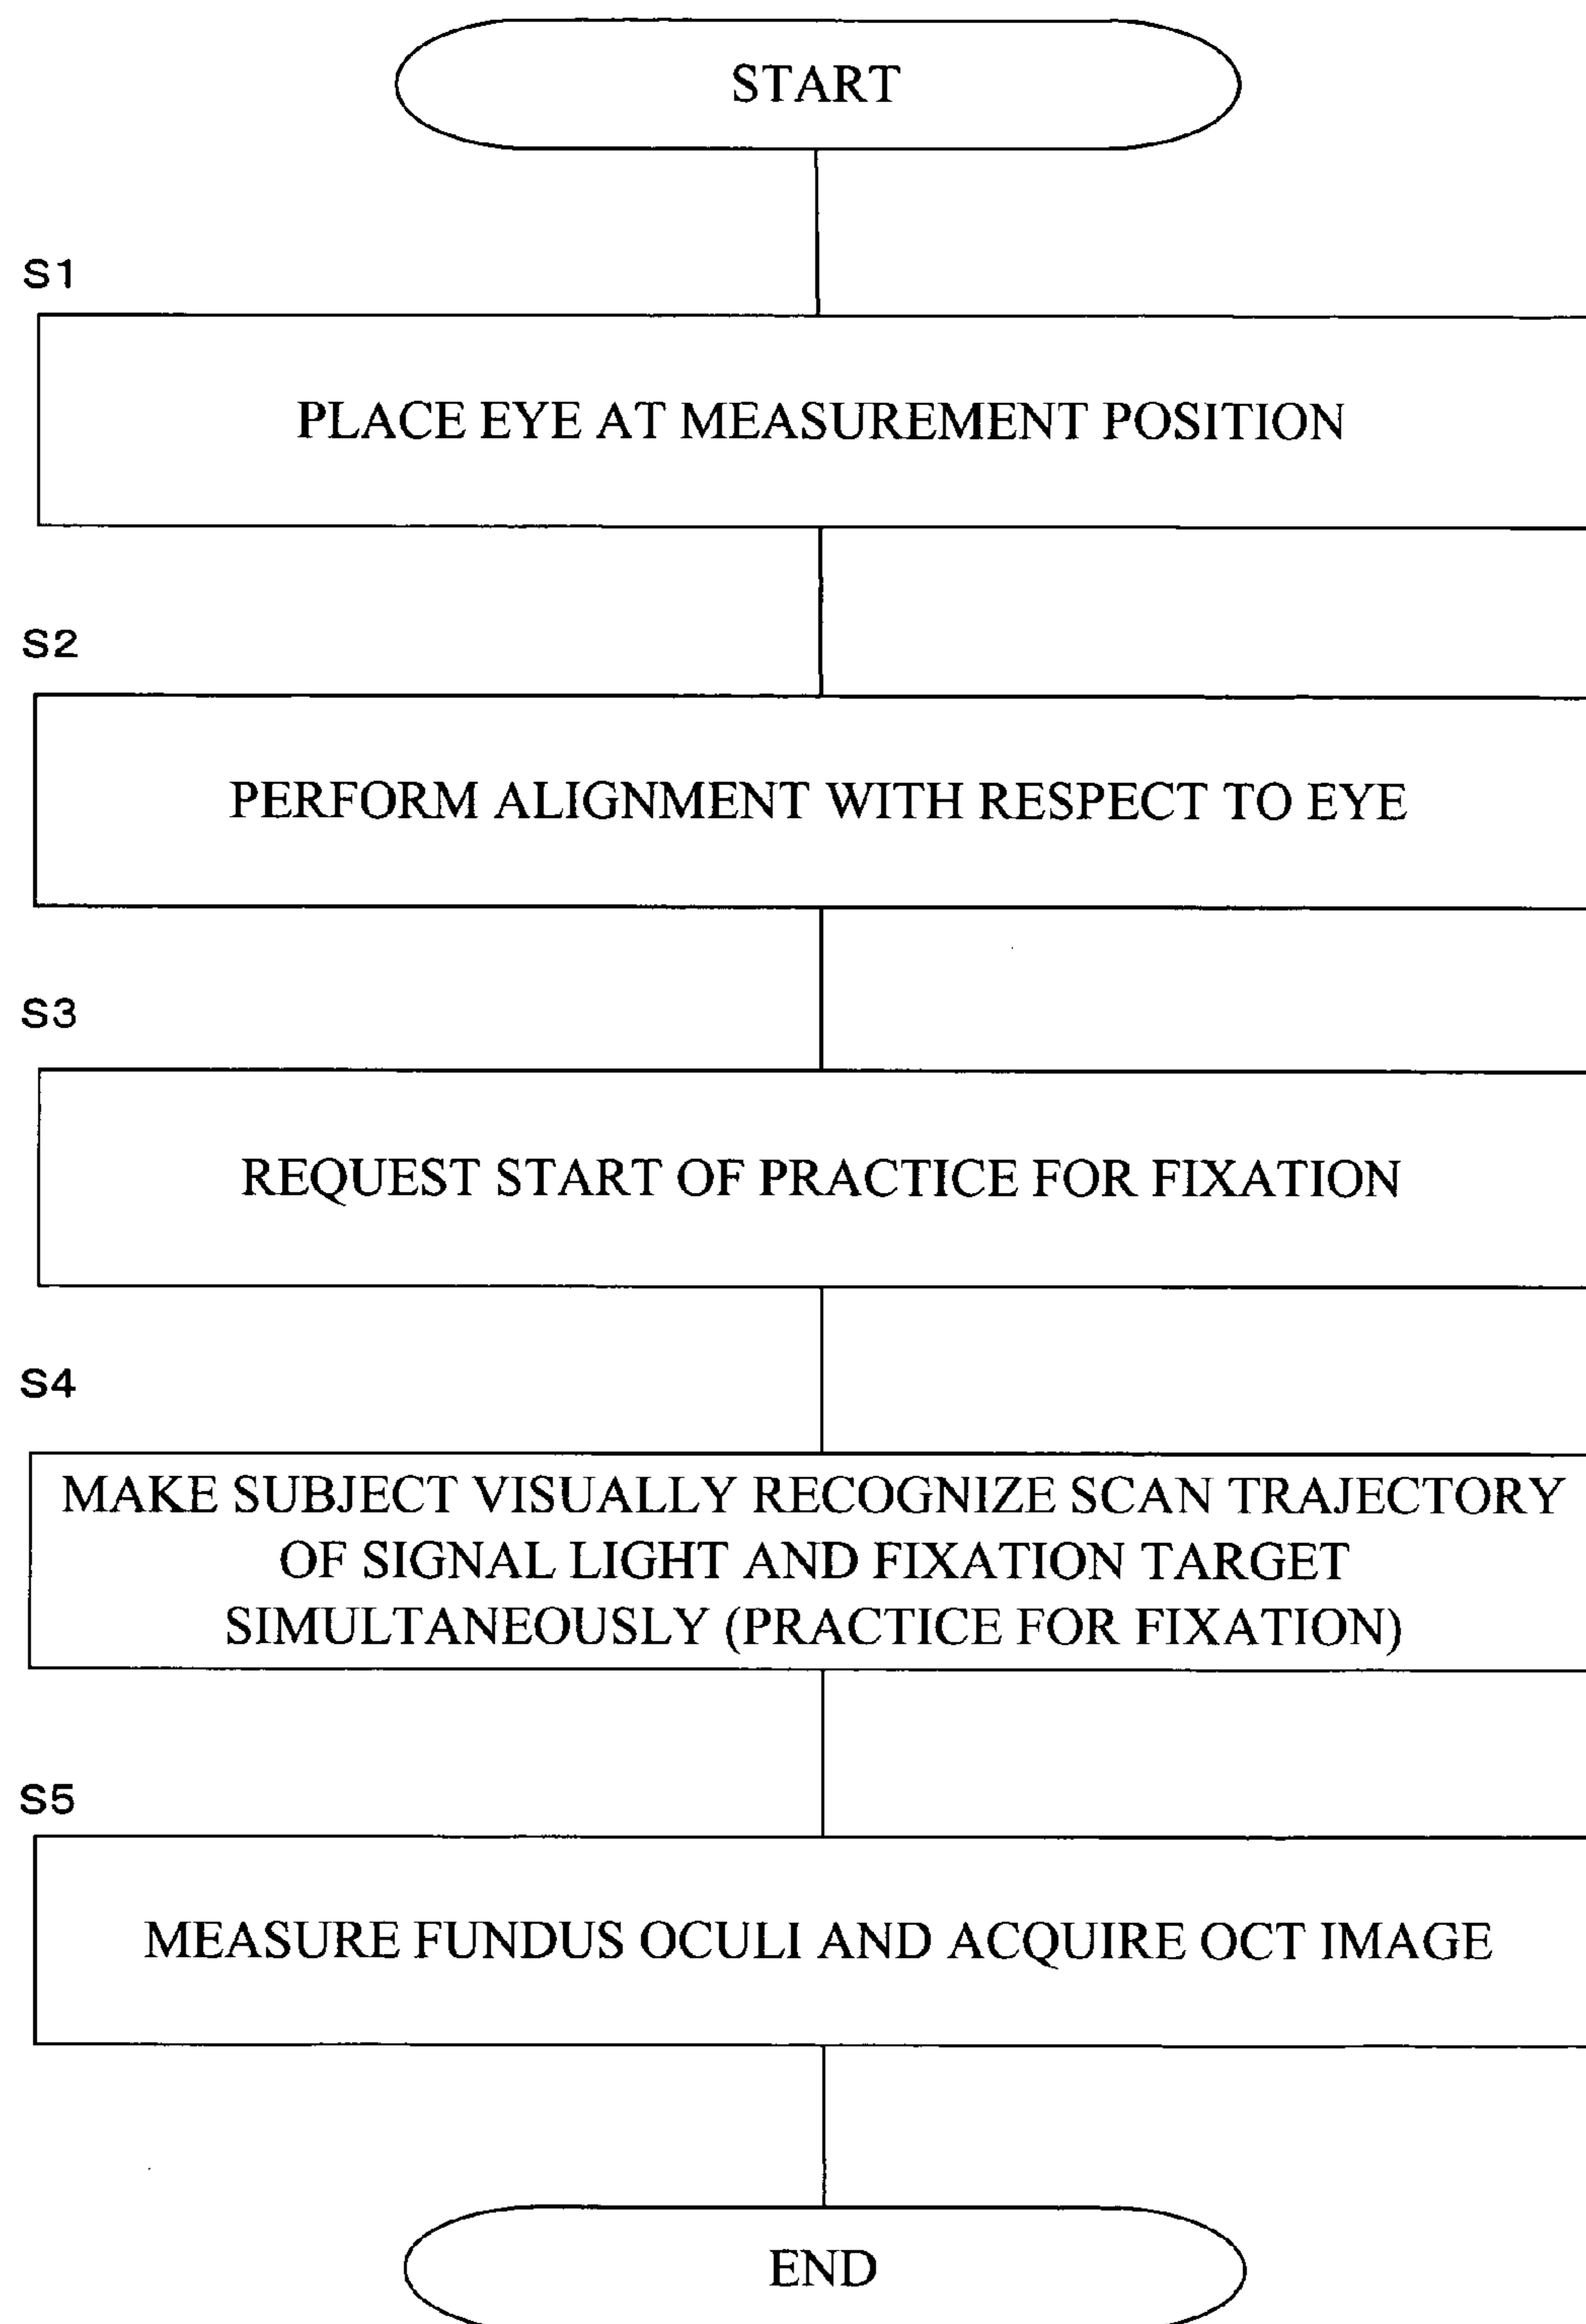 START
S1
PLACE EYE AT MEASUREMENT POSITION
S2
PERFORM ALIGNMENT WITH RESPECT TO EYE
S3
REQUEST START OF PRACTICE FOR FIXATION
S4
MAKE SUBJECT VISUALLY RECOGNIZE SCAN TRAJECTORY
OF SIGNAL LIGHT AND FIXATION TARGET
SIMULTANEOUSLY (PRACTICE FOR FIXATION)
S5
MEASURE FUNDUS OCULI AND ACQUIRE OCT IMAGE
END